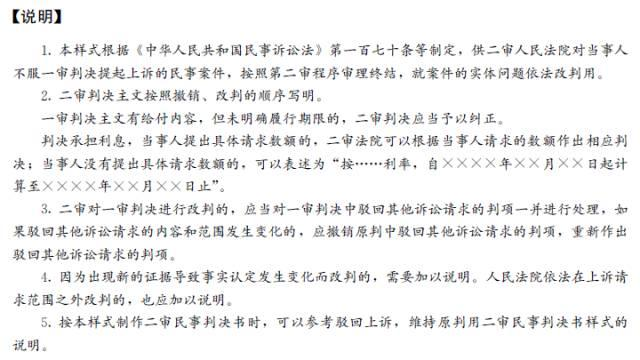 【说明】
1. 本样式根据《中华人民共和国民事诉讼法》第一百七十条等制定，供二审人民法院对当事人
不服一审判决提起上诉的民事案件，按照第二审程序审理终结，就案件的实体问题依法改判用。
2. 二审判决主文按照撤销、改判的顺序写明。
一审判决主文有给付内容，但未明确履行期限的，二审判决应当予以纠正。
判决承担利息，当事人提出具体请求数额的，二审法院可以根据当事人请求的数额作出相应判
决；当事人没有提出具体请求数额的，可以表述为“按……利率，自××××年××月××日起计
算至××××年××月××日止”。
3. 二审对一审判决进行改判的，应当对一审判决中驳回其他诉讼请求的判项一并进行处理，如
果驳回其他诉讼请求的内容和范围发生变化的，应撤销原判中驳回其他诉讼请求的判项，重新作出
驳回其他诉讼请求的判项。
4. 因为出现新的证据导致事实认定发生变化而改判的，需要加以说明。人民法院依法在上诉请
求范围之外改判的，也应加以说明。
5. 按本样式制作二审民事判决书时，可以参考驳回上诉，维持原判用二审民事判决书样式的
说明。